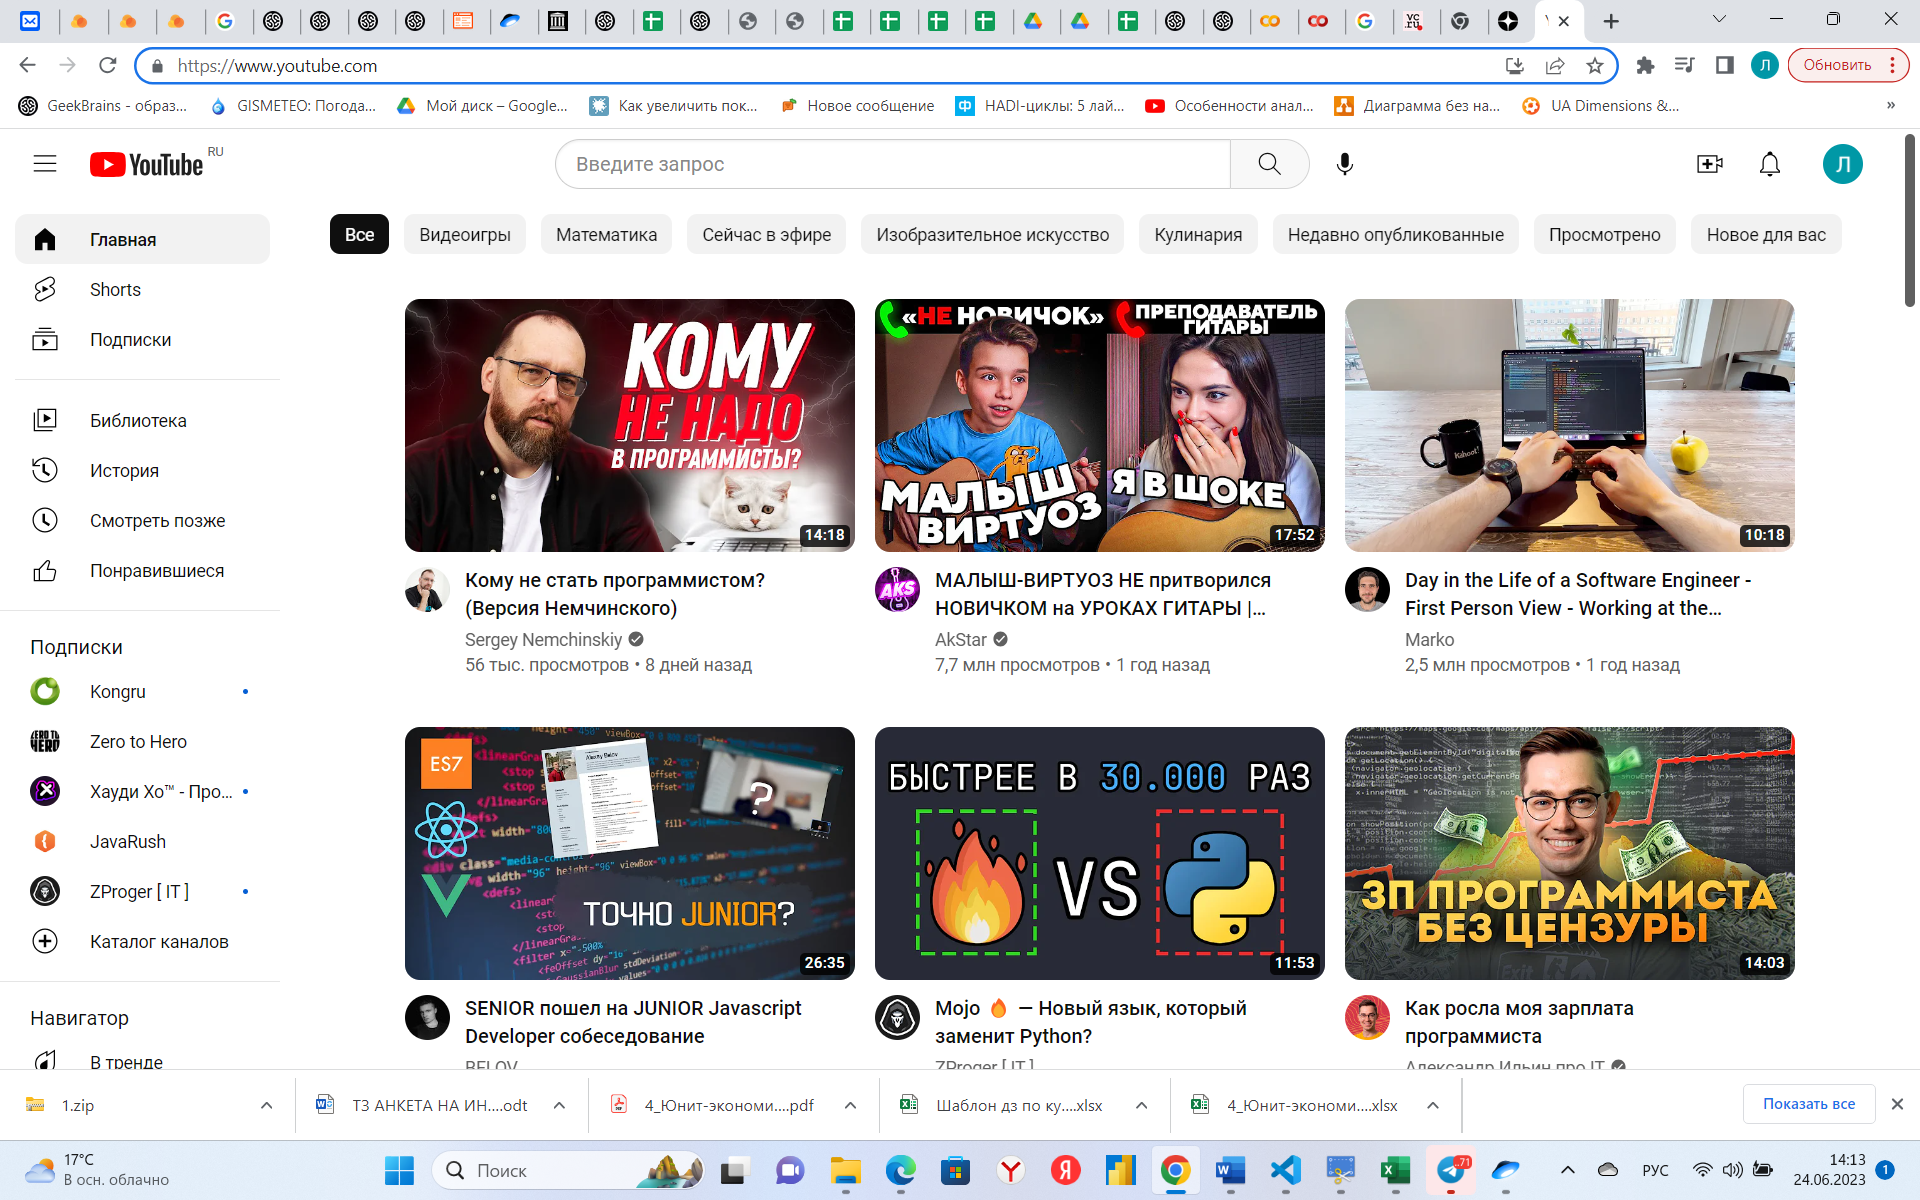 https://www.youtube.com
Обновить
GeekBrains - образ...
GISMETEO: Погода...
Мой диск – Google...
Как увеличить пок...
Новое сообщение
HADI-циклы: 5 лай...
Особенности анал...
Диаграмма без на...
UA Dimensions &...
»
YouTube RU
Введите запрос
Л
Главная
Shorts
Подписки
Библиотека
История
Смотреть позже
Понравившиеся
Подписки
Kongru
Zero to Hero
Хауди Хо™ - Про...
JavaRush
ZProger [ IT ]
Каталог каналов
Навигатор
В тренде
Все
Видеоигры
Математика
Сейчас в эфире
Изобразительное искусство
Кулинария
Недавно опубликованные
Просмотрено
Новое для вас
КОМУ
НЕ НАДО
В ПРОГРАММИСТЫ?
14:18
Кому не стать программистом?
(Версия Немчинского)
Sergey Nemchinskiy
56 тыс. просмотров • 8 дней назад
«НЕ НОВИЧОК»
ПРЕПОДАВАТЕЛЬ
ГИТАРЫ
МАЛЫШ
ВИРТУОЗ
Я В ШОКЕ
17:52
AKS
МАЛЫШ-ВИРТУОЗ НЕ притворился
НОВИЧКОМ на УРОКАХ ГИТАРЫ |...
AkStar
7,7 млн просмотров • 1 год назад
Kahoot!
10:18
Day in the Life of a Software Engineer -
First Person View - Working at the...
Marko
2,5 млн просмотров • 1 год назад
ES7
?
ТОЧНО JUNIOR?
26:35
SENIOR пошел на JUNIOR Javascript
Developer собеседование
BELOV
БЫСТРЕЕ В 30.000 РАЗ
VS
11:53
Mojo 🔥 — Новый язык, который
заменит Python?
ZProger [ IT ]
ЗП ПРОГРАММИСТА
БЕЗ ЦЕНЗУРЫ
14:03
Как росла моя зарплата
программиста
Александр Ильин про IT
1.zip
ТЗ АНКЕТА НА ИН....odt
4_Юнит-экономи....pdf
Шаблон дз по ку....xlsx
4_Юнит-экономи....xlsx
Показать все
17°C
В осн. облачно
Поиск
71
РУС
14:13
24.06.2023
1